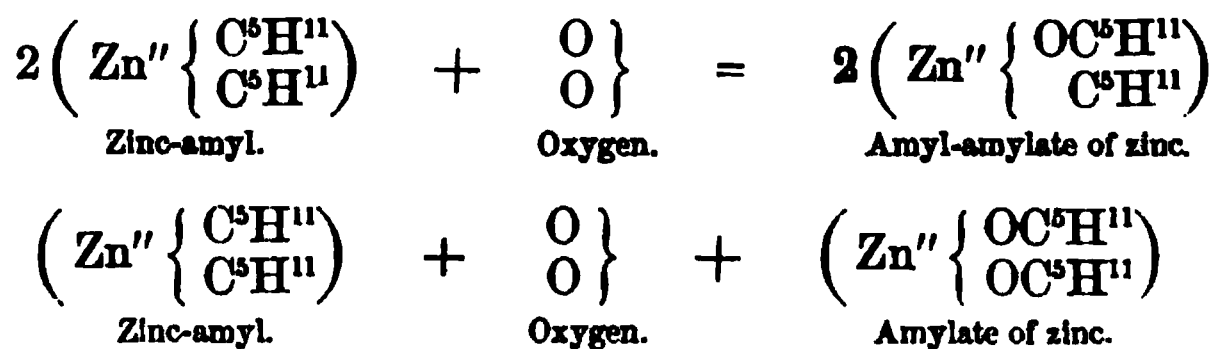 2 ( Zn″ { C⁵H¹¹ C⁵H¹¹ ) + O O } = 2 ( Zn″ { OC⁵H¹¹ C⁵H¹¹ )
Zinc-amyl. Oxygen. Amyl-amylate of zinc.
( Zn″ { C⁵H¹¹ C⁵H¹¹ ) + O O } + ( Zn″ { OC⁵H¹¹ OC⁵H¹¹ )
Zinc-amyl. Oxygen. Amylate of zinc.